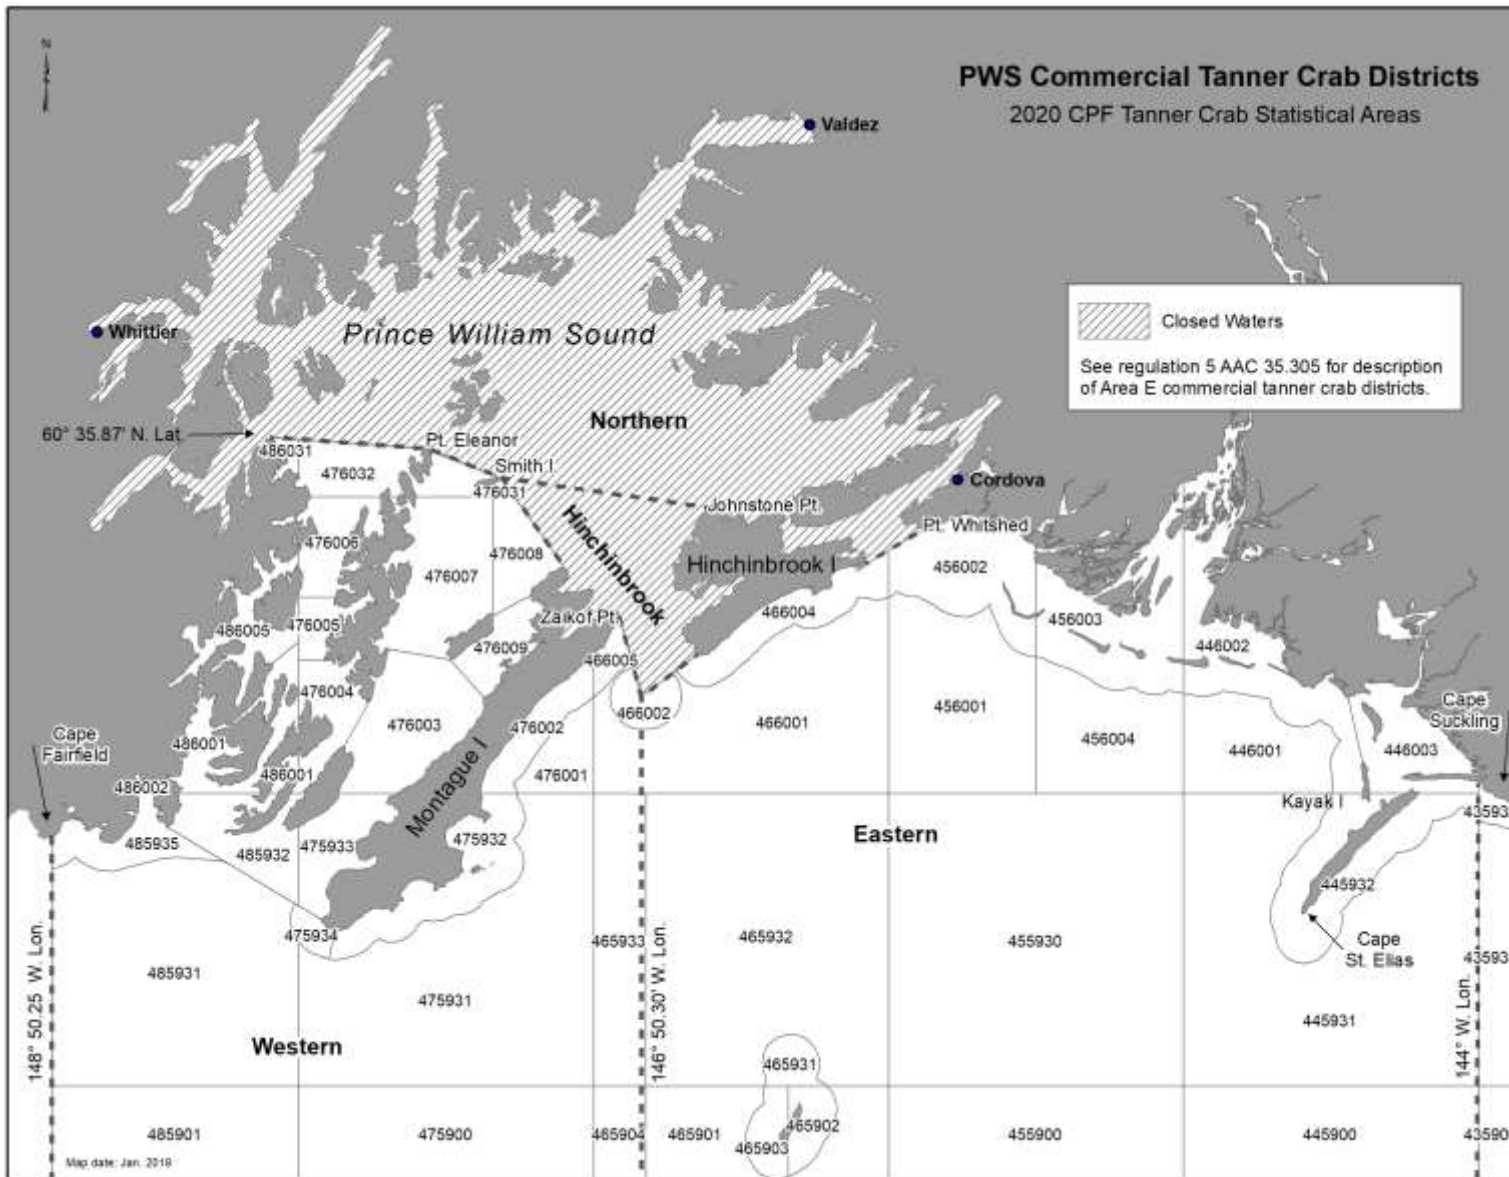 N
PWS Commercial Tanner Crab Districts
2020 CPF Tanner Crab Statistical Areas
Valdez
Whittier
Prince William Sound
Closed Waters
See regulation 5 AAC 35.305 for description
of Area E commercial tanner crab districts.
Northern
60° 35.87' N. Lat.
Pt. Eleanor
486031
476032
Smith I
476031
Johnstone Pt.
Cordova
Pt. Whitshed
Hinchinbrook
Hinchinbrook I
476006
476008
476007
456002
Zaikof Pt.
466004
486005
476005
476009
466005
456003
446002
476004
476003
476002
466002
466001
456001
456004
446001
446003
Cape
Suckling
Cape
Fairfield
486001
486001
476001
486002
Montague I
Kayak I
43593
485935
485932
475933
475932
Eastern
445932
475934
465933
465932
455930
Cape
St. Elias
43593
485931
475931
445931
148° 50.25 W. Lon.
146° 50.30' W. Lon.
144° W. Lon.
Western
465931
485901
475900
465904
465901
465903
465902
455900
445900
43590
Map date: Jan. 2018